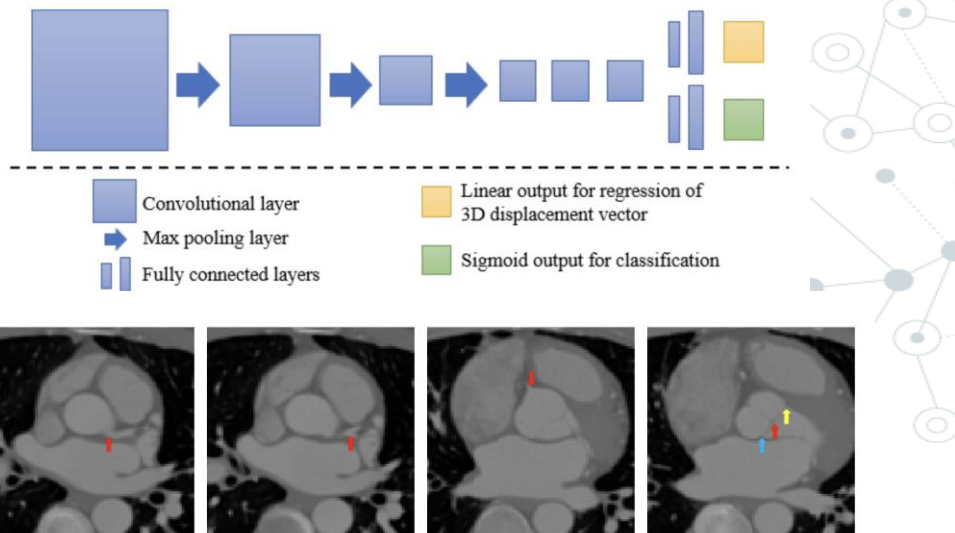 Convolutional layer
Max pooling layer
Fully connected layers
Linear output for regression of
3D displacement vector
Sigmoid output for classification